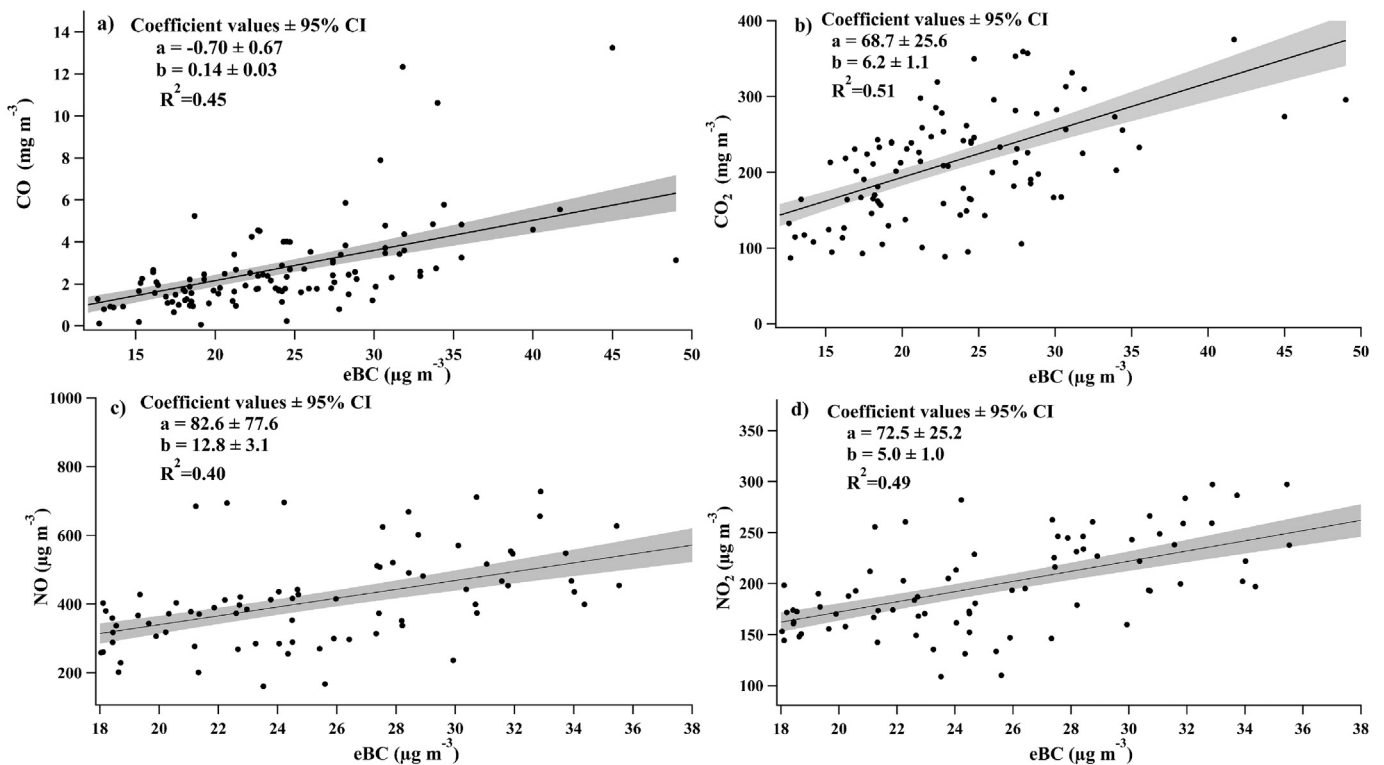 a)
Coefficient values ± 95% CI
a = -0.70 ± 0.67
b = 0.14 ± 0.03
R²=0.45
14
12
10
8
6
4
2
0
CO (mg m⁻³)
15 20 25 30 35 40 45 50
eBC (µg m⁻³)
b)
Coefficient values ± 95% CI
a = 68.7 ± 25.6
b = 6.2 ± 1.1
R²=0.51
400
300
200
100
0
CO₂ (mg m⁻³)
15 20 25 30 35 40 45 50
eBC (µg m⁻³)
c)
Coefficient values ± 95% CI
a = 82.6 ± 77.6
b = 12.8 ± 3.1
R²=0.40
1000
800
600
400
200
NO (µg m⁻³)
18 20 22 24 26 28 30 32 34 36 38
eBC (µg m⁻³)
d)
Coefficient values ± 95% CI
a = 72.5 ± 25.2
b = 5.0 ± 1.0
R²=0.49
350
300
250
200
150
100
NO₂ (µg m⁻³)
18 20 22 24 26 28 30 32 34 36 38
eBC (µg m⁻³)